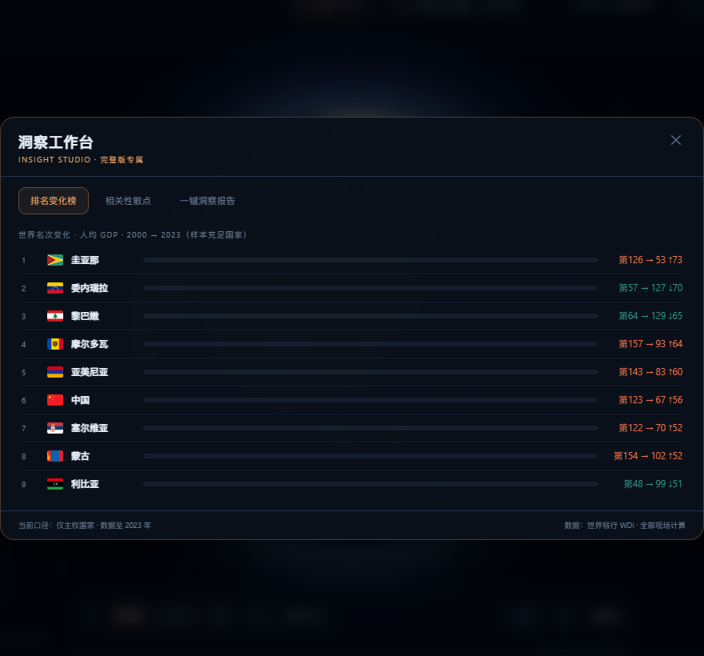 洞察工作台
INSIGHT STUDIO · 完整版专属
排名变化榜 相关性散点 一键洞察报告
世界名次变化 · 人均 GDP · 2000 → 2023（样本充足国家）
1 圭亚那 第126 → 53 ↑73
2 委内瑞拉 第57 → 127 ↓70
3 黎巴嫩 第64 → 129 ↓65
4 摩尔多瓦 第157 → 93 ↑64
5 亚美尼亚 第143 → 83 ↑60
6 中国 第123 → 67 ↑56
7 塞尔维亚 第122 → 70 ↑52
8 蒙古 第154 → 102 ↑52
9 利比亚 第48 → 99 ↓51
当前口径：仅主权国家 · 数据至 2023 年 数据：世界银行 WDI · 全部现场计算